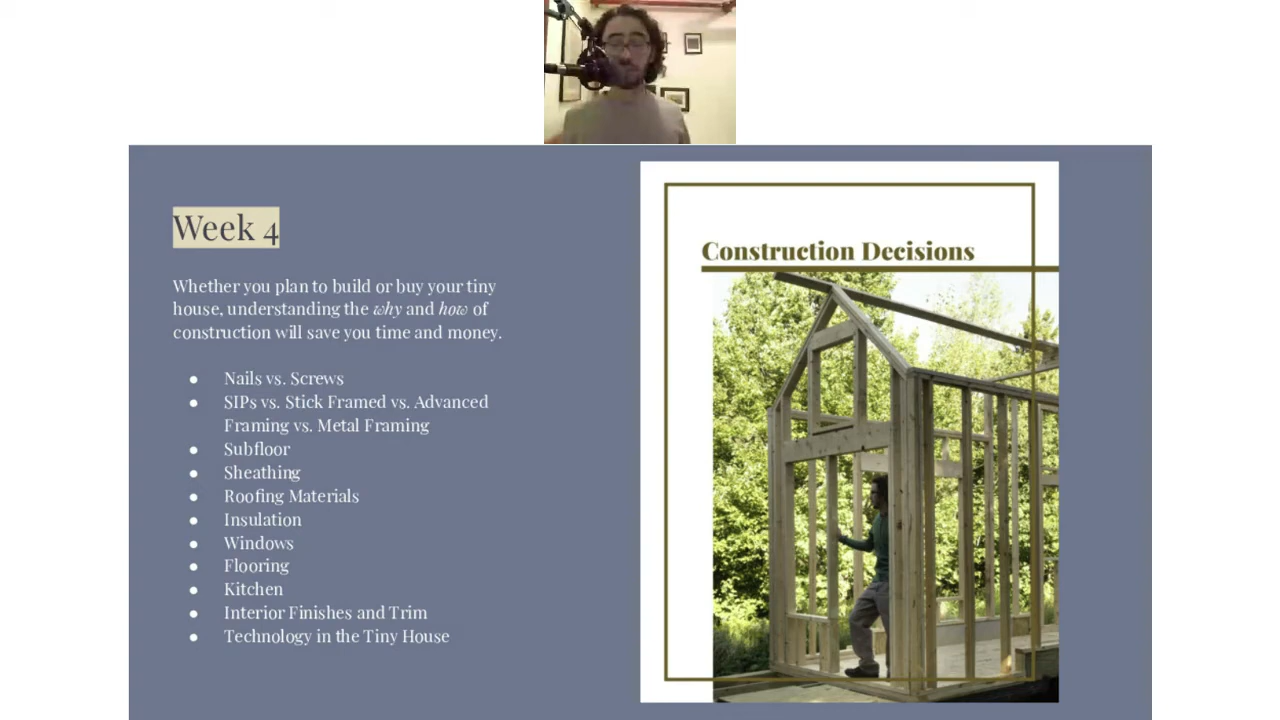 Week 4
Whether you plan to build or buy your tiny
house, understanding the why and how of
construction will save you time and money.
● Nails vs. Screws
● SIPs vs. Stick Framed vs. Advanced
Framing vs. Metal Framing
● Subfloor
● Sheathing
● Roofing Materials
● Insulation
● Windows
● Flooring
● Kitchen
● Interior Finishes and Trim
● Technology in the Tiny House
Construction Decisions